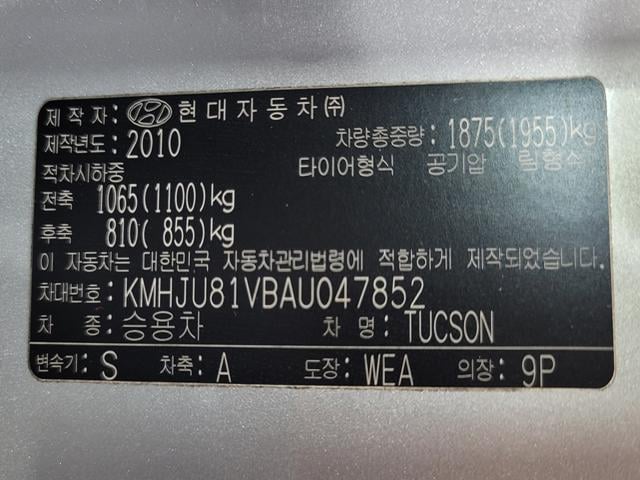 제 작 자 : 현대자동차(주)
제작년도 : 2010 차량총중량 : 1875(1955)kg
적차시하중 타이어형식 공기압 림형식
전축 1065(1100)kg
후축 810( 855)kg
이 자동차는 대한민국 자동차관리법령에 적합하게 제작되었습니다.
차대번호 : KMHJU81VBAU047852
차 종 : 승용차 차 명 : TUCSON
변속기 : S 차축 : A 도장 : WEA 의장 : 9P